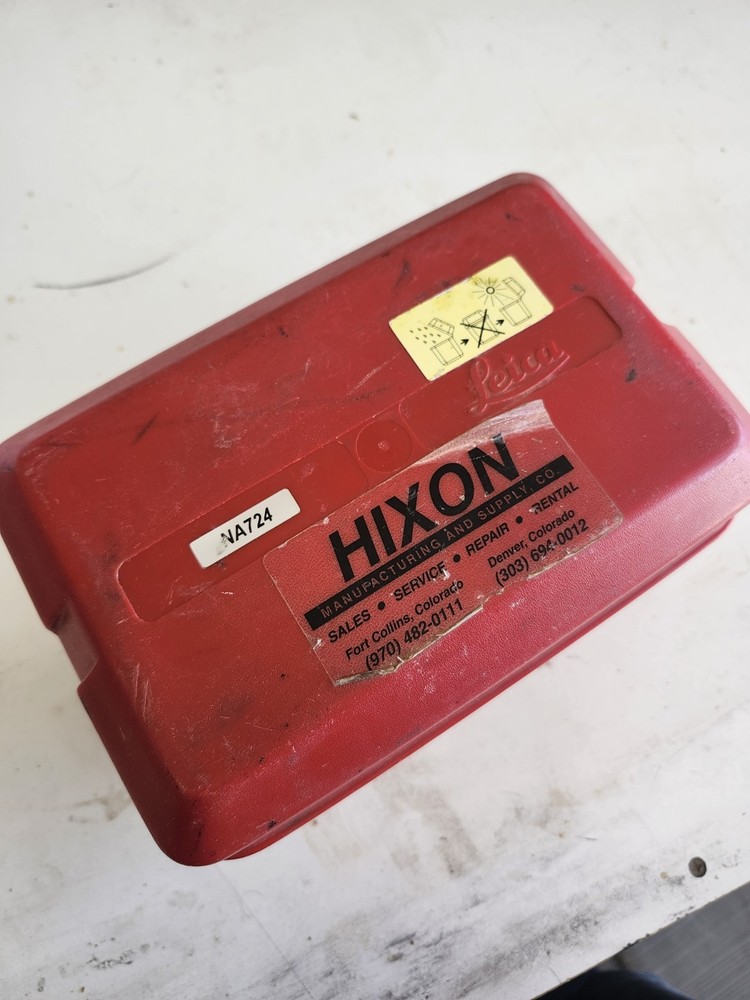 Leica
NA724
HIXON
MANUFACTURING AND SUPPLY, CO.
SALES • SERVICE • REPAIR • RENTAL
Fort Collins, Colorado
(970) 482-0111
Denver, Colorado
(303) 694-0012